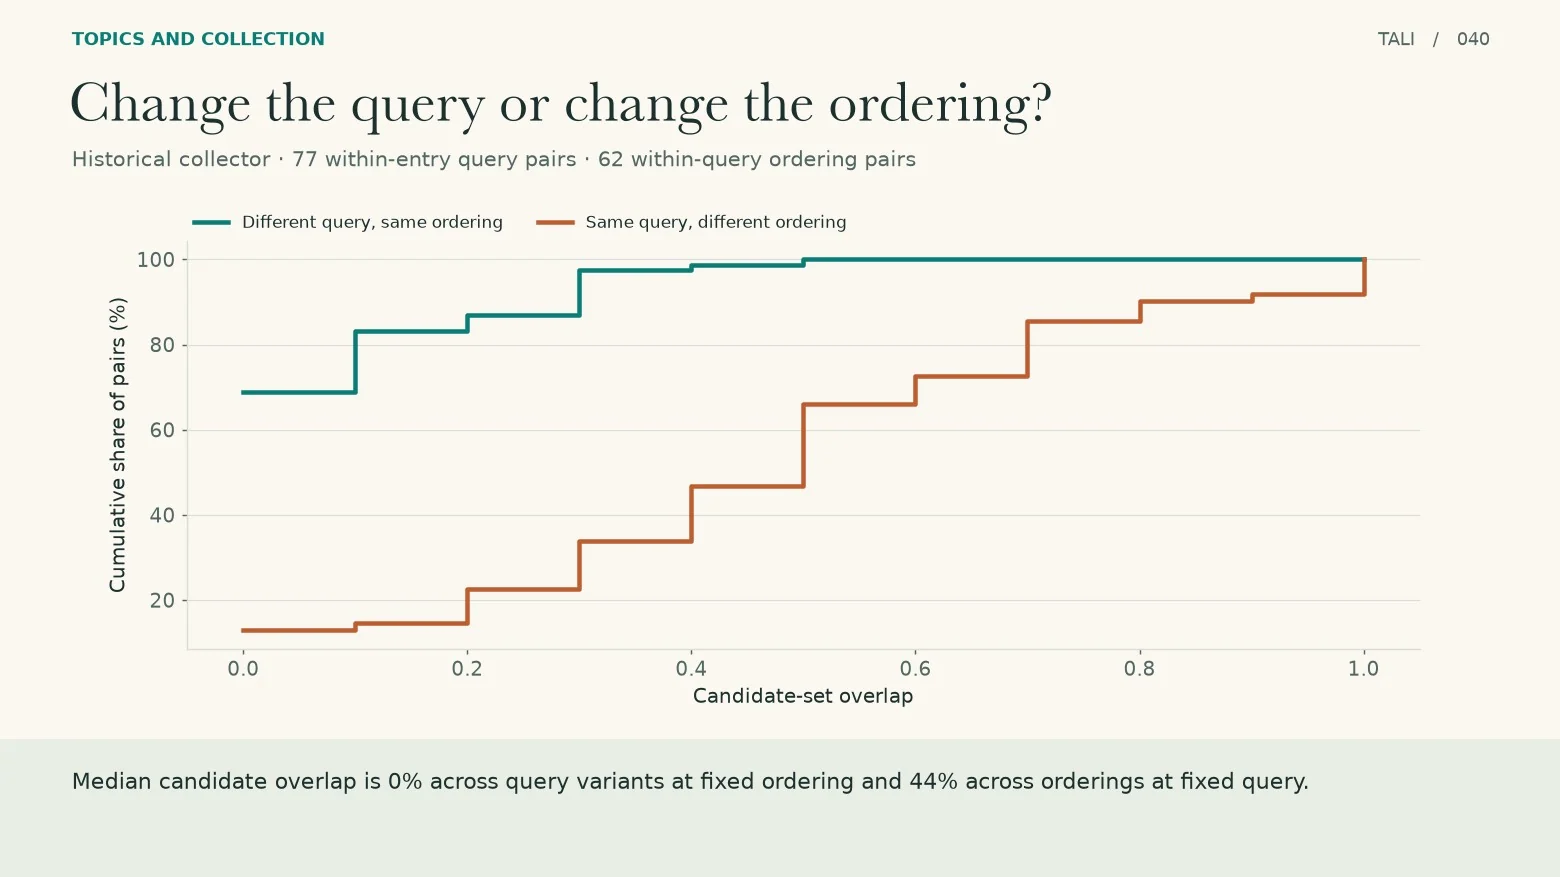 TOPICS AND COLLECTION
TALI / 040
Change the query or change the ordering?
Historical collector · 77 within-entry query pairs · 62 within-query ordering pairs
Different query, same ordering
Same query, different ordering
100
80
60
40
20
Cumulative share of pairs (%)
0.0 0.2 0.4 0.6 0.8 1.0
Candidate-set overlap
Median candidate overlap is 0% across query variants at fixed ordering and 44% across orderings at fixed query.